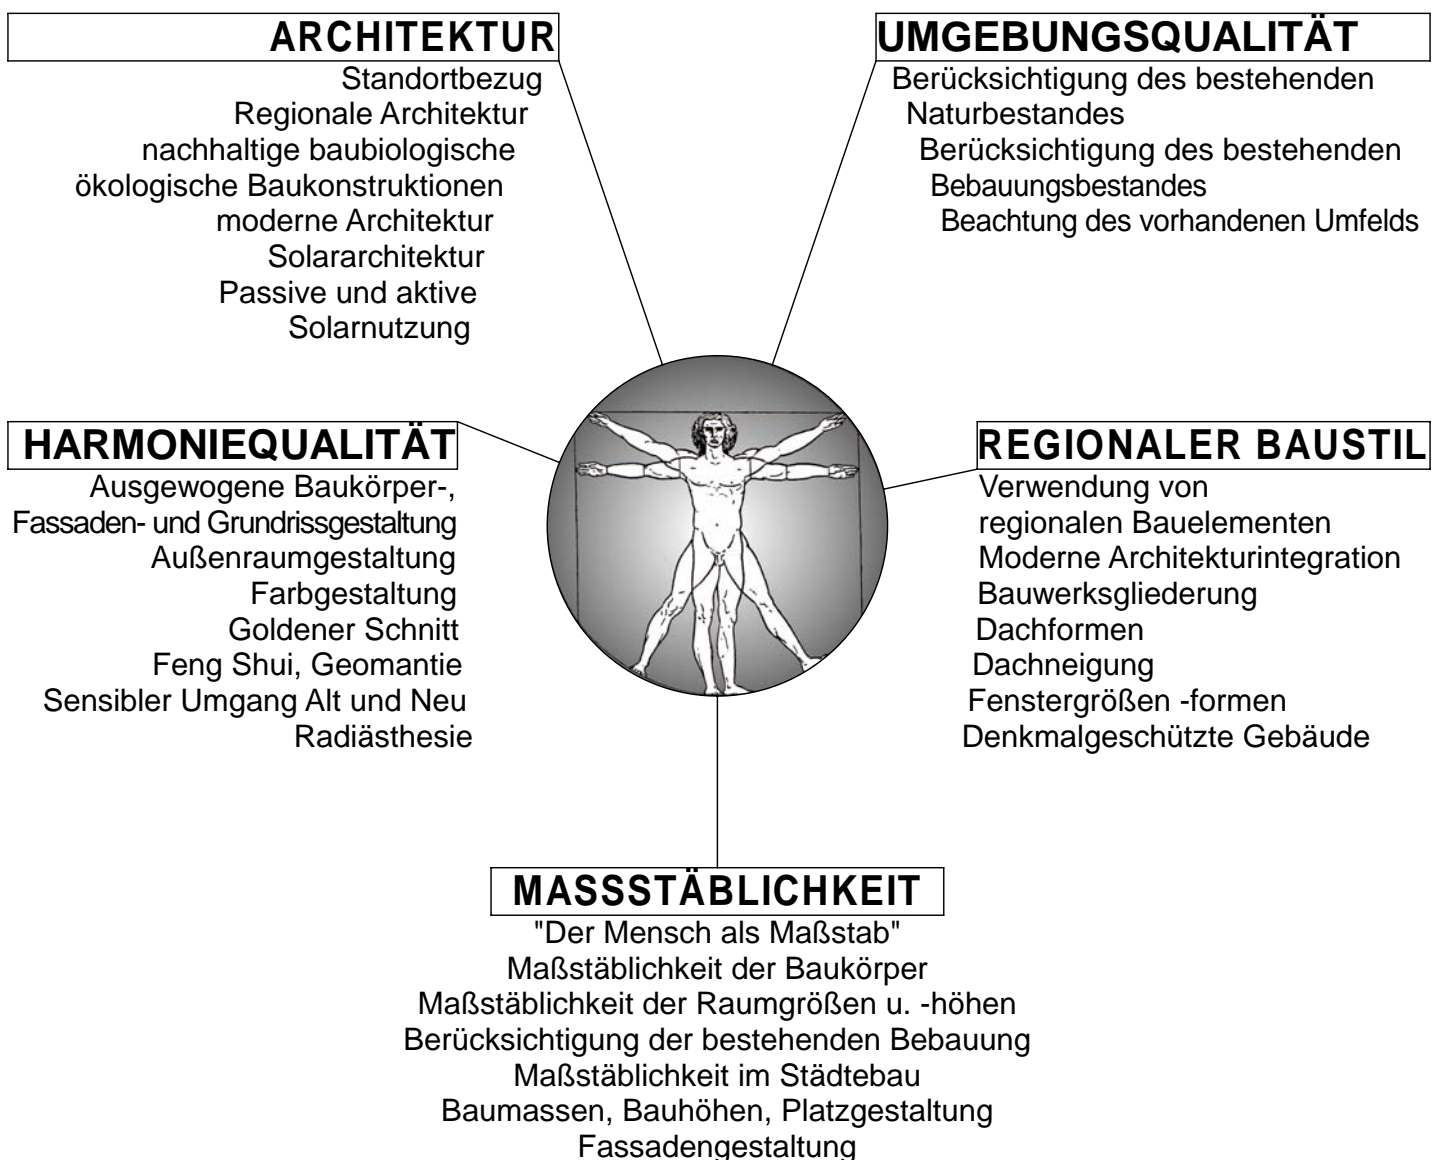 ARCHITEKTUR
Standortbezug
Regionale Architektur
nachhaltige baubiologische
ökologische Baukonstruktionen
moderne Architektur
Solararchitektur
Passive und aktive
Solarnutzung
UMGEBUNGSQUALITÄT
Berücksichtigung des bestehenden
Naturbestandes
Berücksichtigung des bestehenden
Bebauungsbestandes
Beachtung des vorhandenen Umfelds
HARMONIEQUALITÄT
Ausgewogene Baukörper-,
Fassaden- und Grundrissgestaltung
Außenraumgestaltung
Farbgestaltung
Goldener Schnitt
Feng Shui, Geomantie
Sensibler Umgang Alt und Neu
Radiästhesie
REGIONALER BAUSTIL
Verwendung von
regionalen Bauelementen
Moderne Architekturintegration
Bauwerksgliederung
Dachformen
Dachneigung
Fenstergrößen -formen
Denkmalgeschützte Gebäude
MASSSTÄBLICHKEIT
"Der Mensch als Maßstab"
Maßstäblichkeit der Baukörper
Maßstäblichkeit der Raumgrößen u. -höhen
Berücksichtigung der bestehenden Bebauung
Maßstäblichkeit im Städtebau
Baumassen, Bauhöhen, Platzgestaltung
Fassadengestaltung